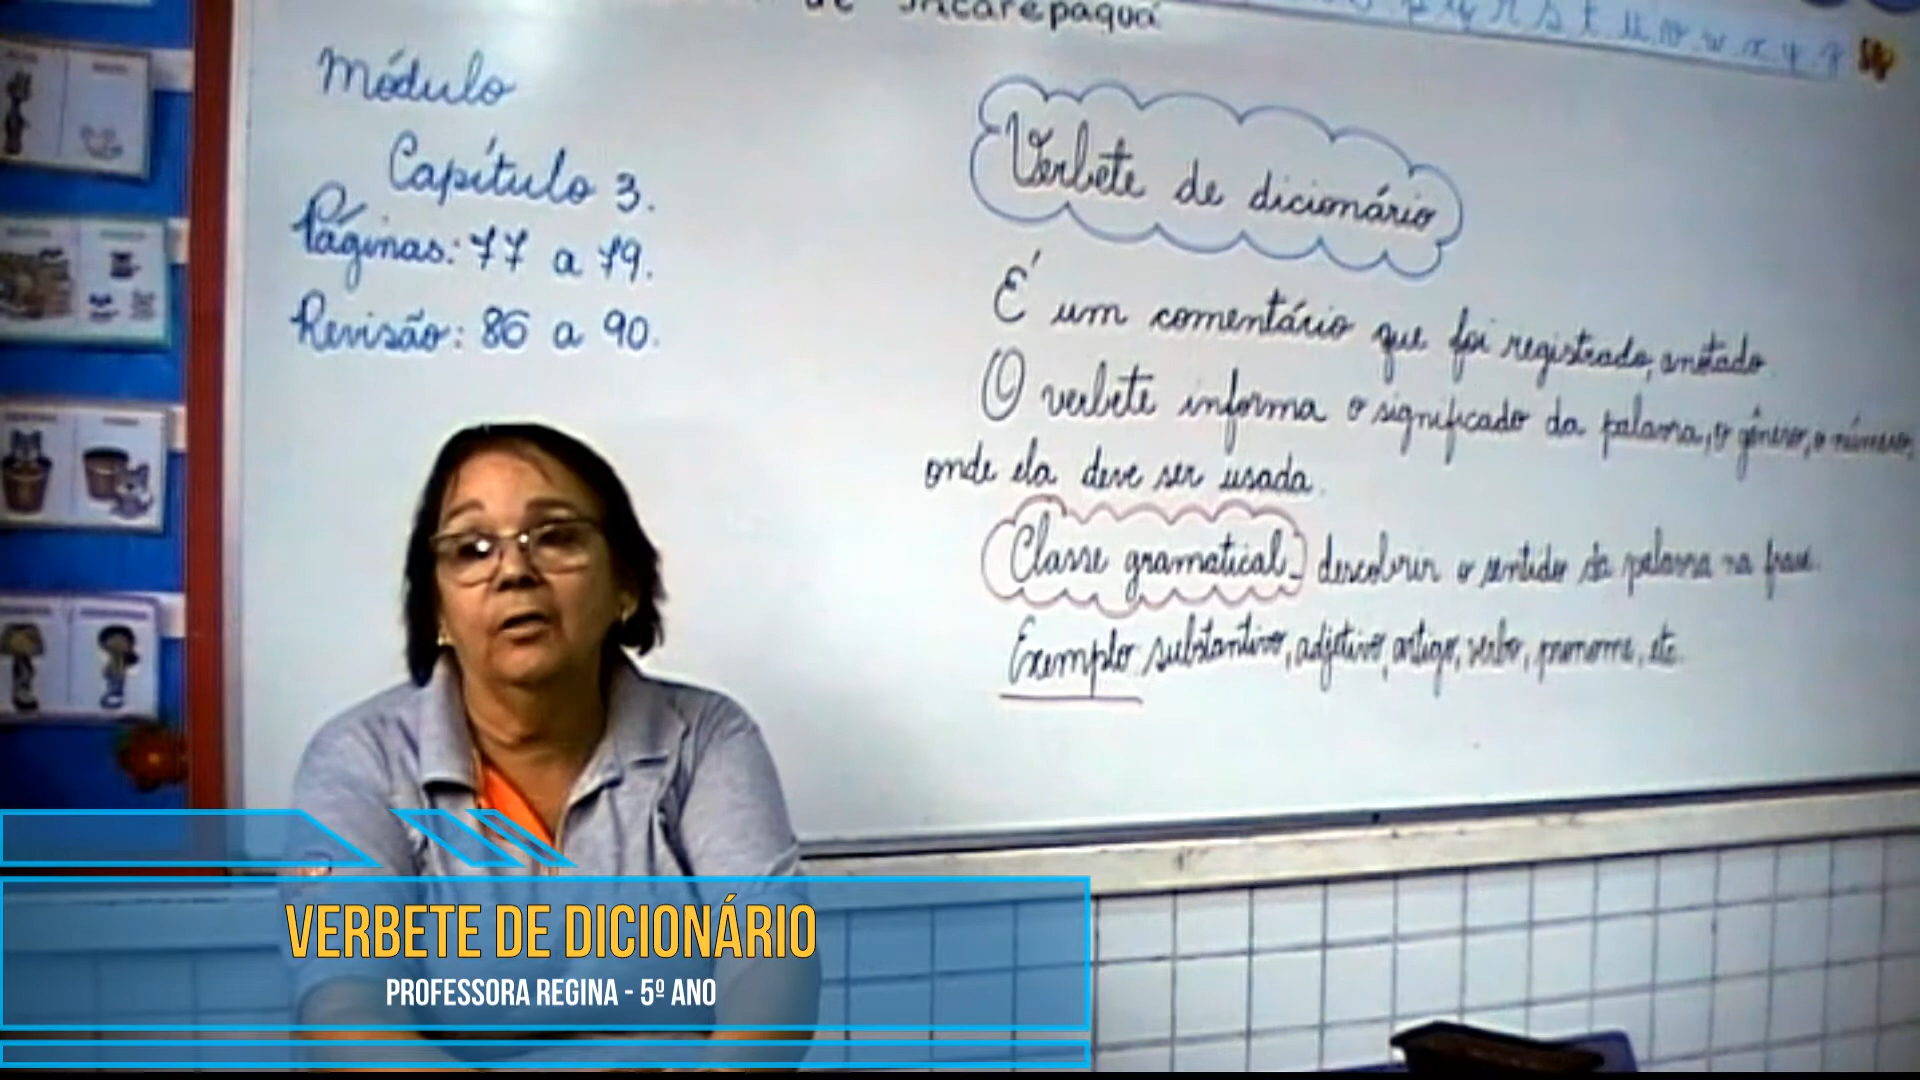 de Jacarepaguá
p q r s t u v w x y z
Módulo
Capítulo 3.
Páginas: 77 a 79.
Revisão: 86 a 90.
Verbete de dicionário
É um comentário que foi registrado, anotado
O verbete informa o significado da palavra, o gênero, o número,
onde ela deve ser usada.
Classe gramatical descobrir o sentido da palavra na frase.
Exemplo substantivo, adjetivo, artigo, verbo, pronome, etc.
VERBETE DE DICIONÁRIO
PROFESSORA REGINA - 5º ANO